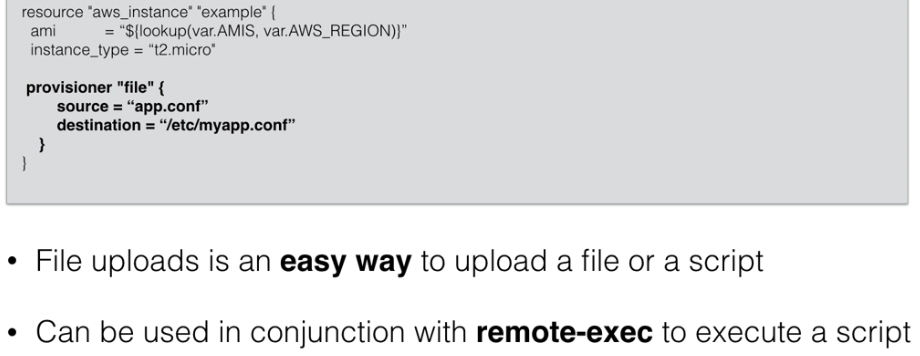 resource "aws_instance" "example" {
ami = “${lookup(var.AMIS, var.AWS_REGION)}”
instance_type = “t2.micro"
provisioner "file" {
source = “app.conf”
destination = “/etc/myapp.conf”
}
}
• File uploads is an easy way to upload a file or a script
• Can be used in conjunction with remote-exec to execute a script